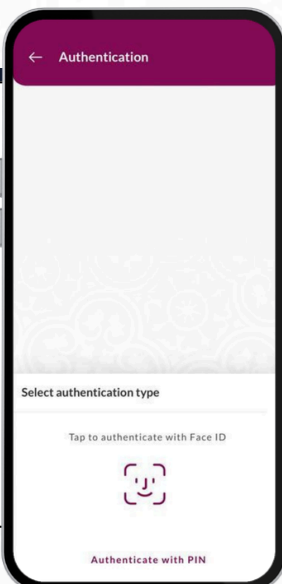 Authentication
Select authentication type
Tap to authenticate with Face ID
Authenticate with PIN